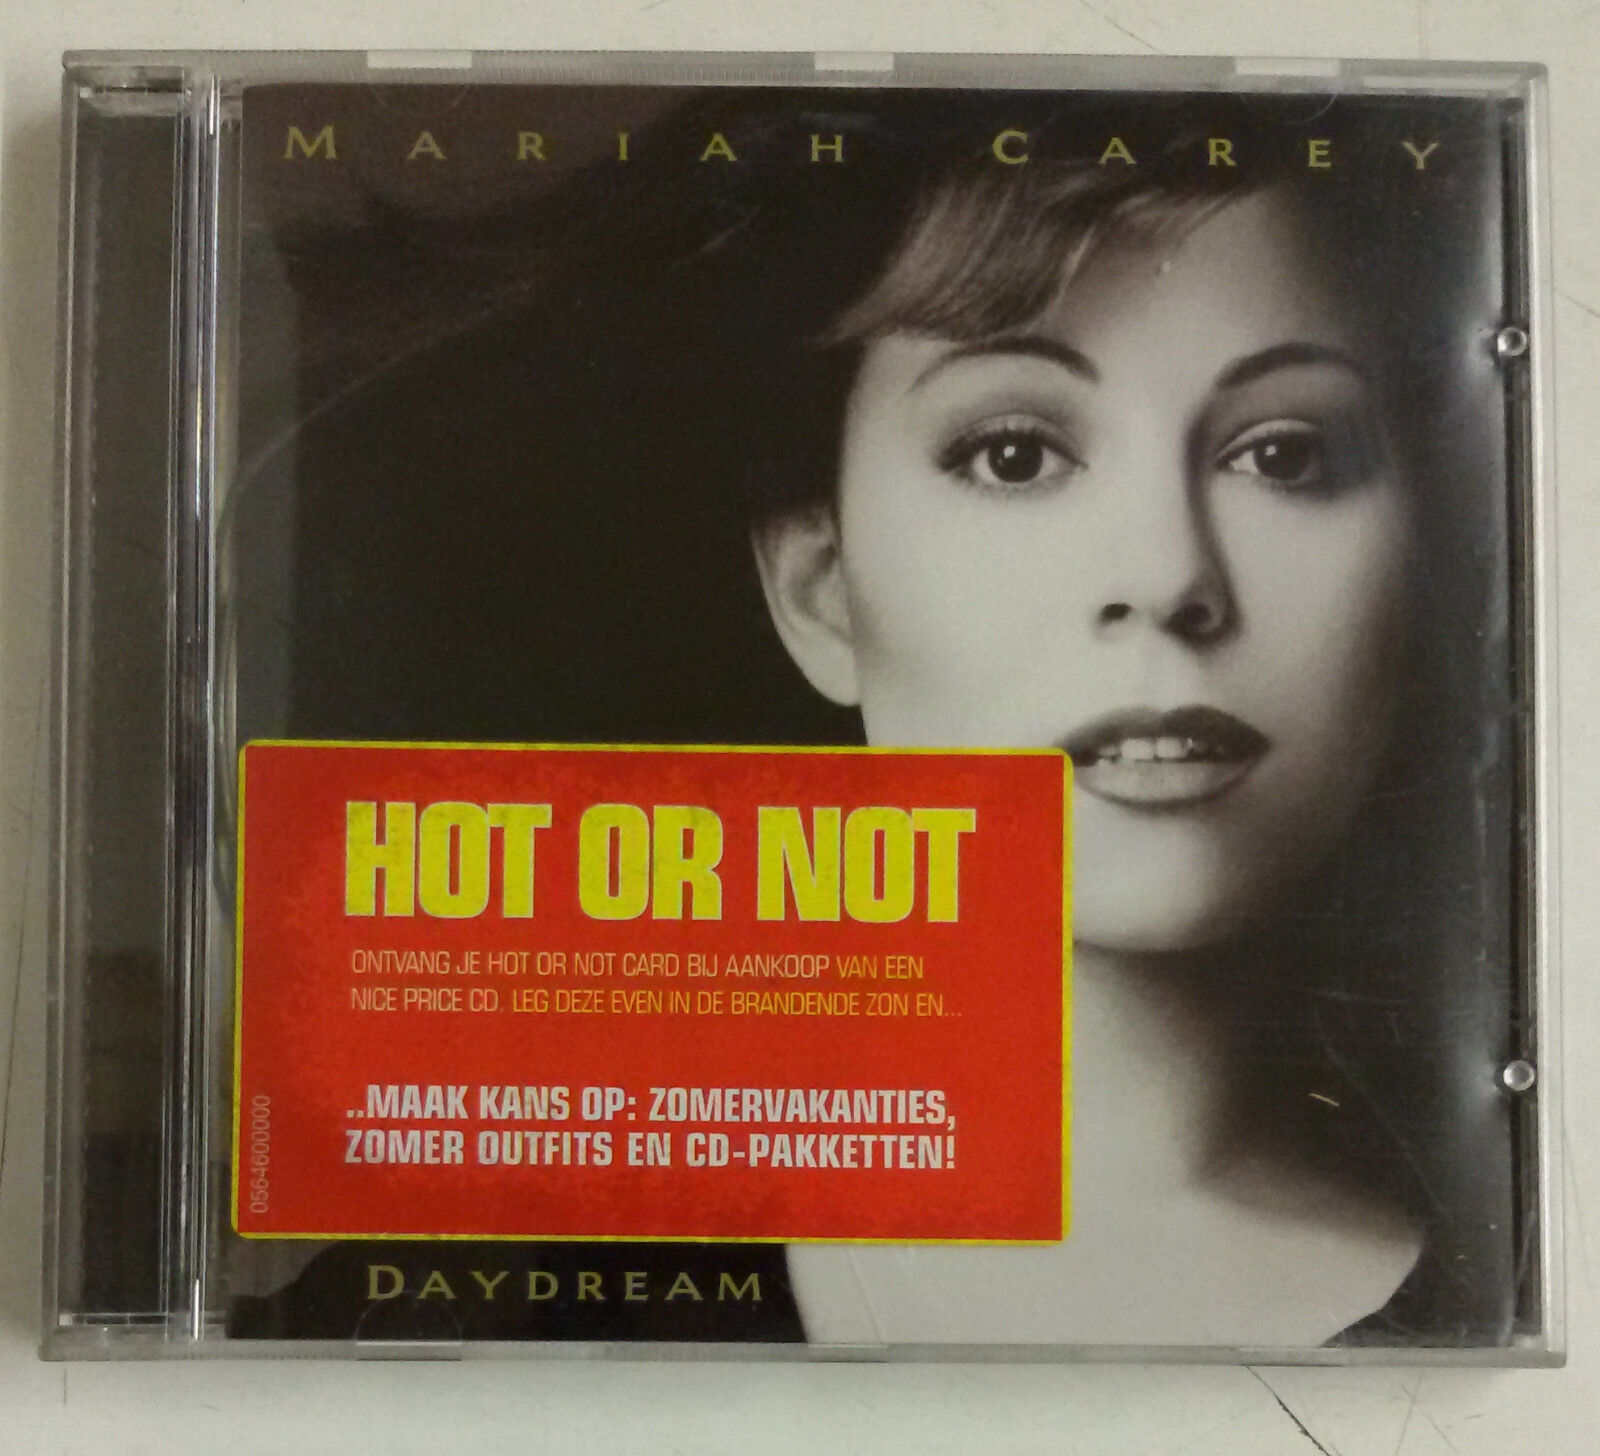 MARIAH CAREY
HOT OR NOT
ONTVANG JE HOT OR NOT CARD BIJ AANKOOP VAN EEN
NICE PRICE CD. LEG DEZE EVEN IN DE BRANDENDE ZON EN...
..MAAK KANS OP: ZOMERVAKANTIES,
ZOMER OUTFITS EN CD-PAKKETTEN!
0564600000
DAYDREAM